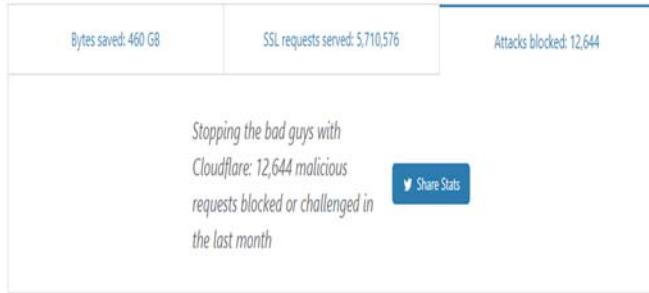 Bytes saved: 460 GB
SSL requests served: 5,710,576
Attacks blocked: 12,644
Stopping the bad guys with
Cloudflare: 12,644 malicious
requests blocked or challenged in
the last month
Share Stats